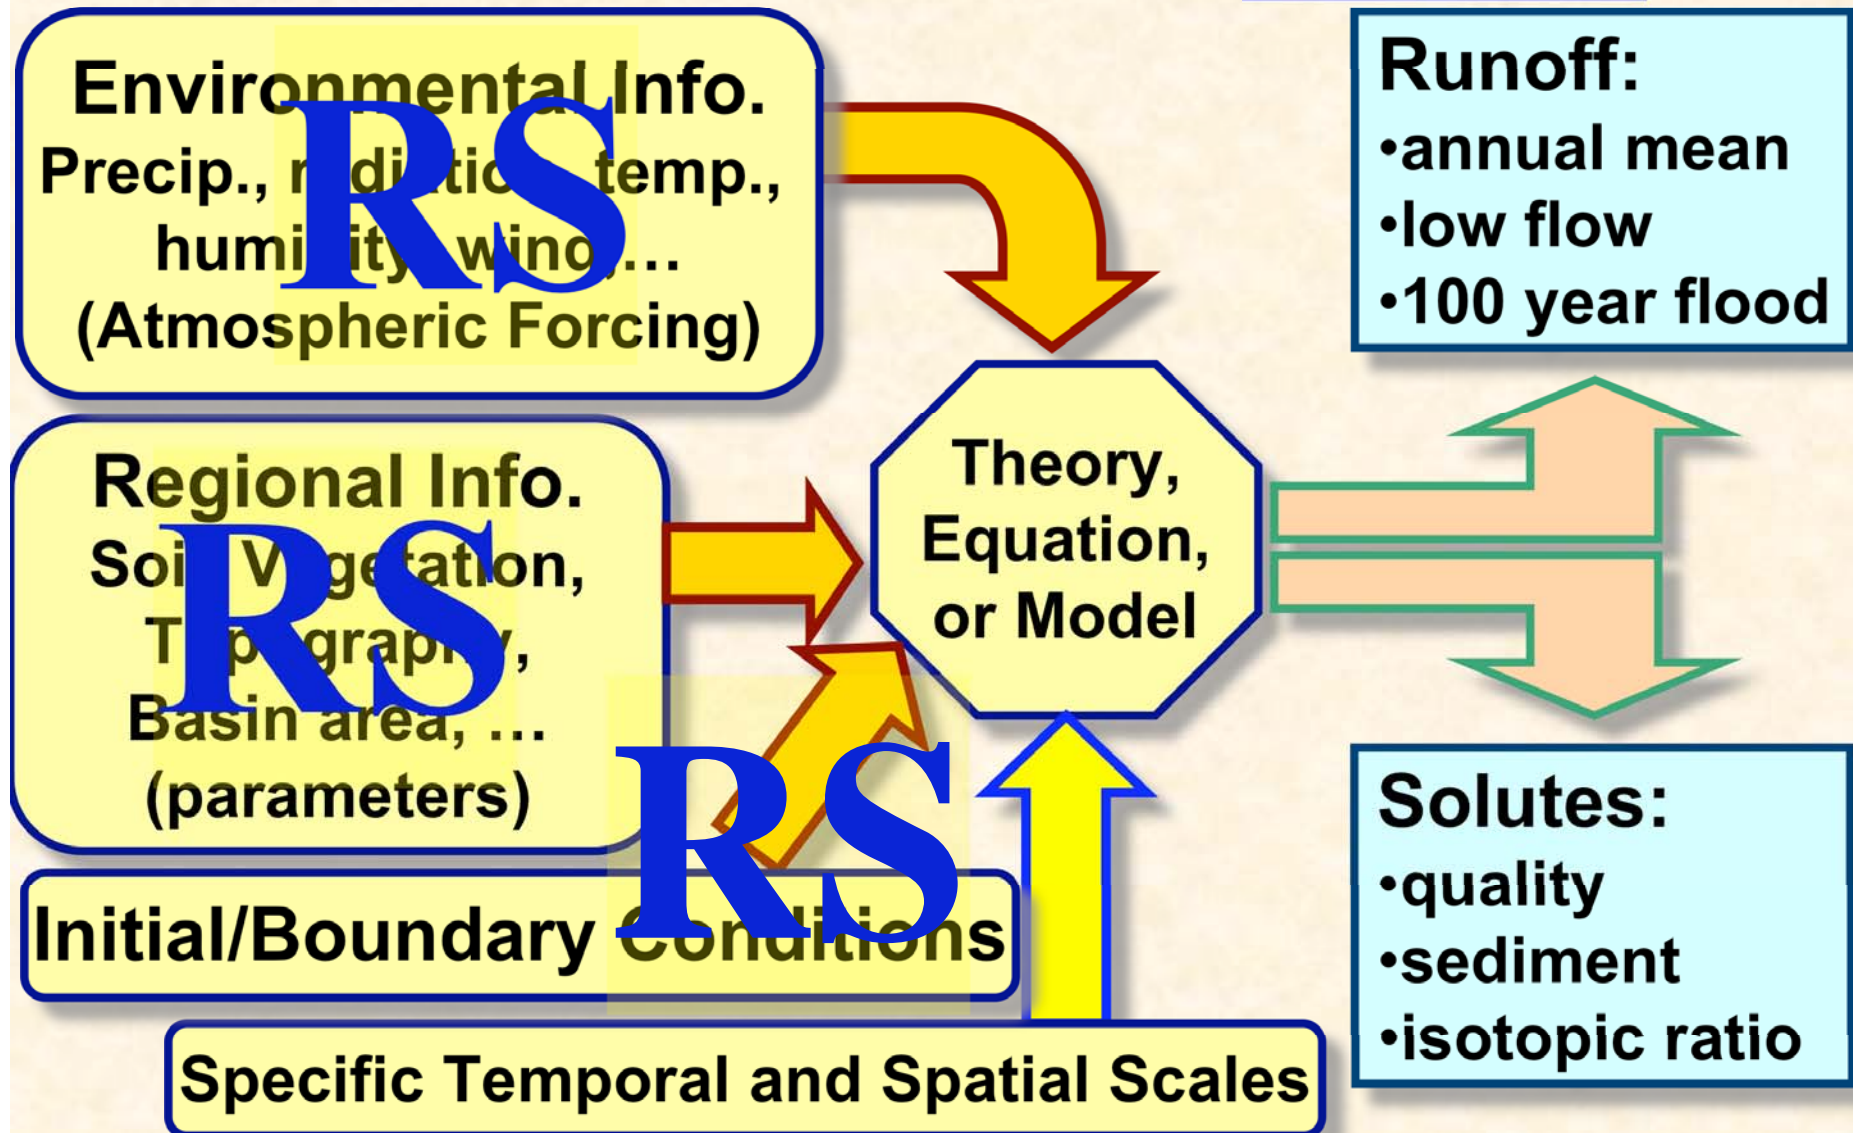 Environmental Info.
Precip., radiation, temp.,
humidity, wind,...
(Atmospheric Forcing)
RS
Regional Info.
Soil, Vegetation,
Topography,
Basin area, ...
(parameters)
RS
Initial/Boundary Conditions
RS
Specific Temporal and Spatial Scales
Theory,
Equation,
or Model
Runoff:
•annual mean
•low flow
•100 year flood
Solutes:
•quality
•sediment
•isotopic ratio